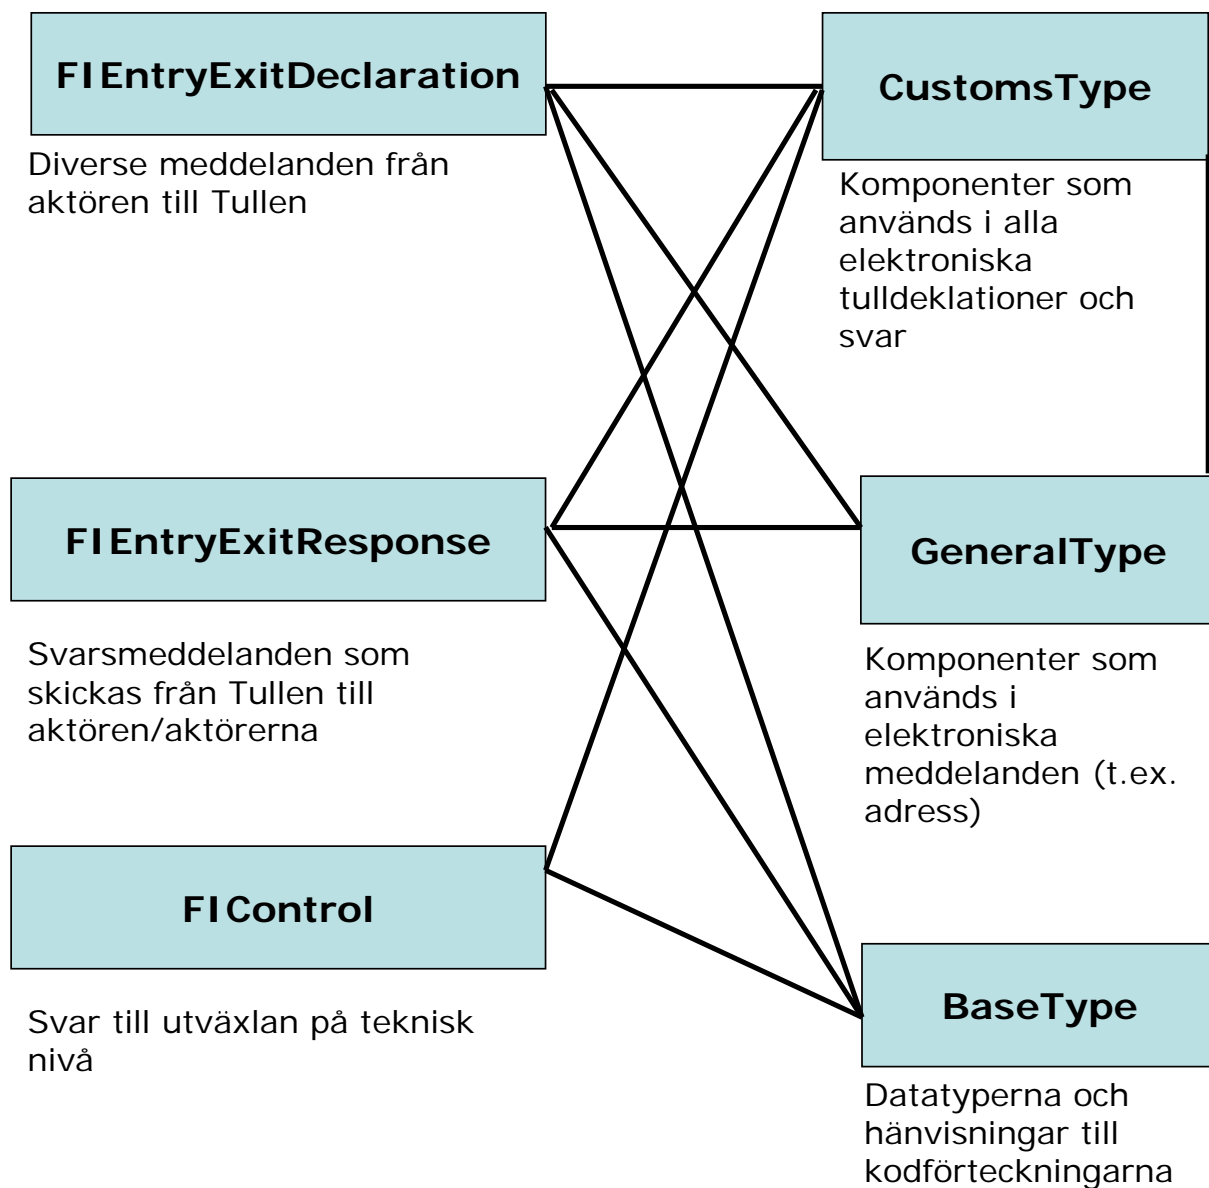 FIEntryExitDeclaration
Diverse meddelanden från
aktören till Tullen
CustomsType
Komponenter som
används i alla
elektroniska
tulldeklationer och
svar
FIEntryExitResponse
Svarsmeddelanden som
skickas från Tullen till
aktören/aktörerna
GeneralType
Komponenter som
används i
elektroniska
meddelanden (t.ex.
adress)
FIControl
Svar till utväxlan på teknisk
nivå
BaseType
Datatyperna och
hänvisningar till
kodförteckningarna